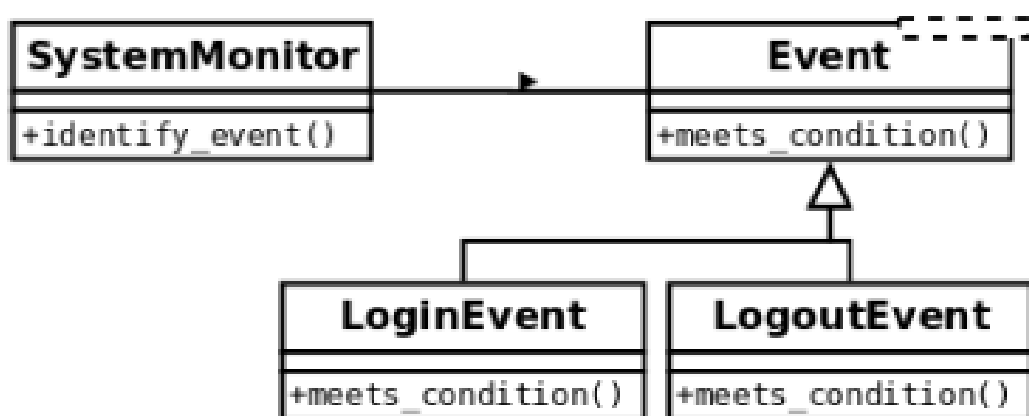 SystemMonitor
+identify_event()
Event
+meets_condition()
LoginEvent
+meets_condition()
LogoutEvent
+meets_condition()